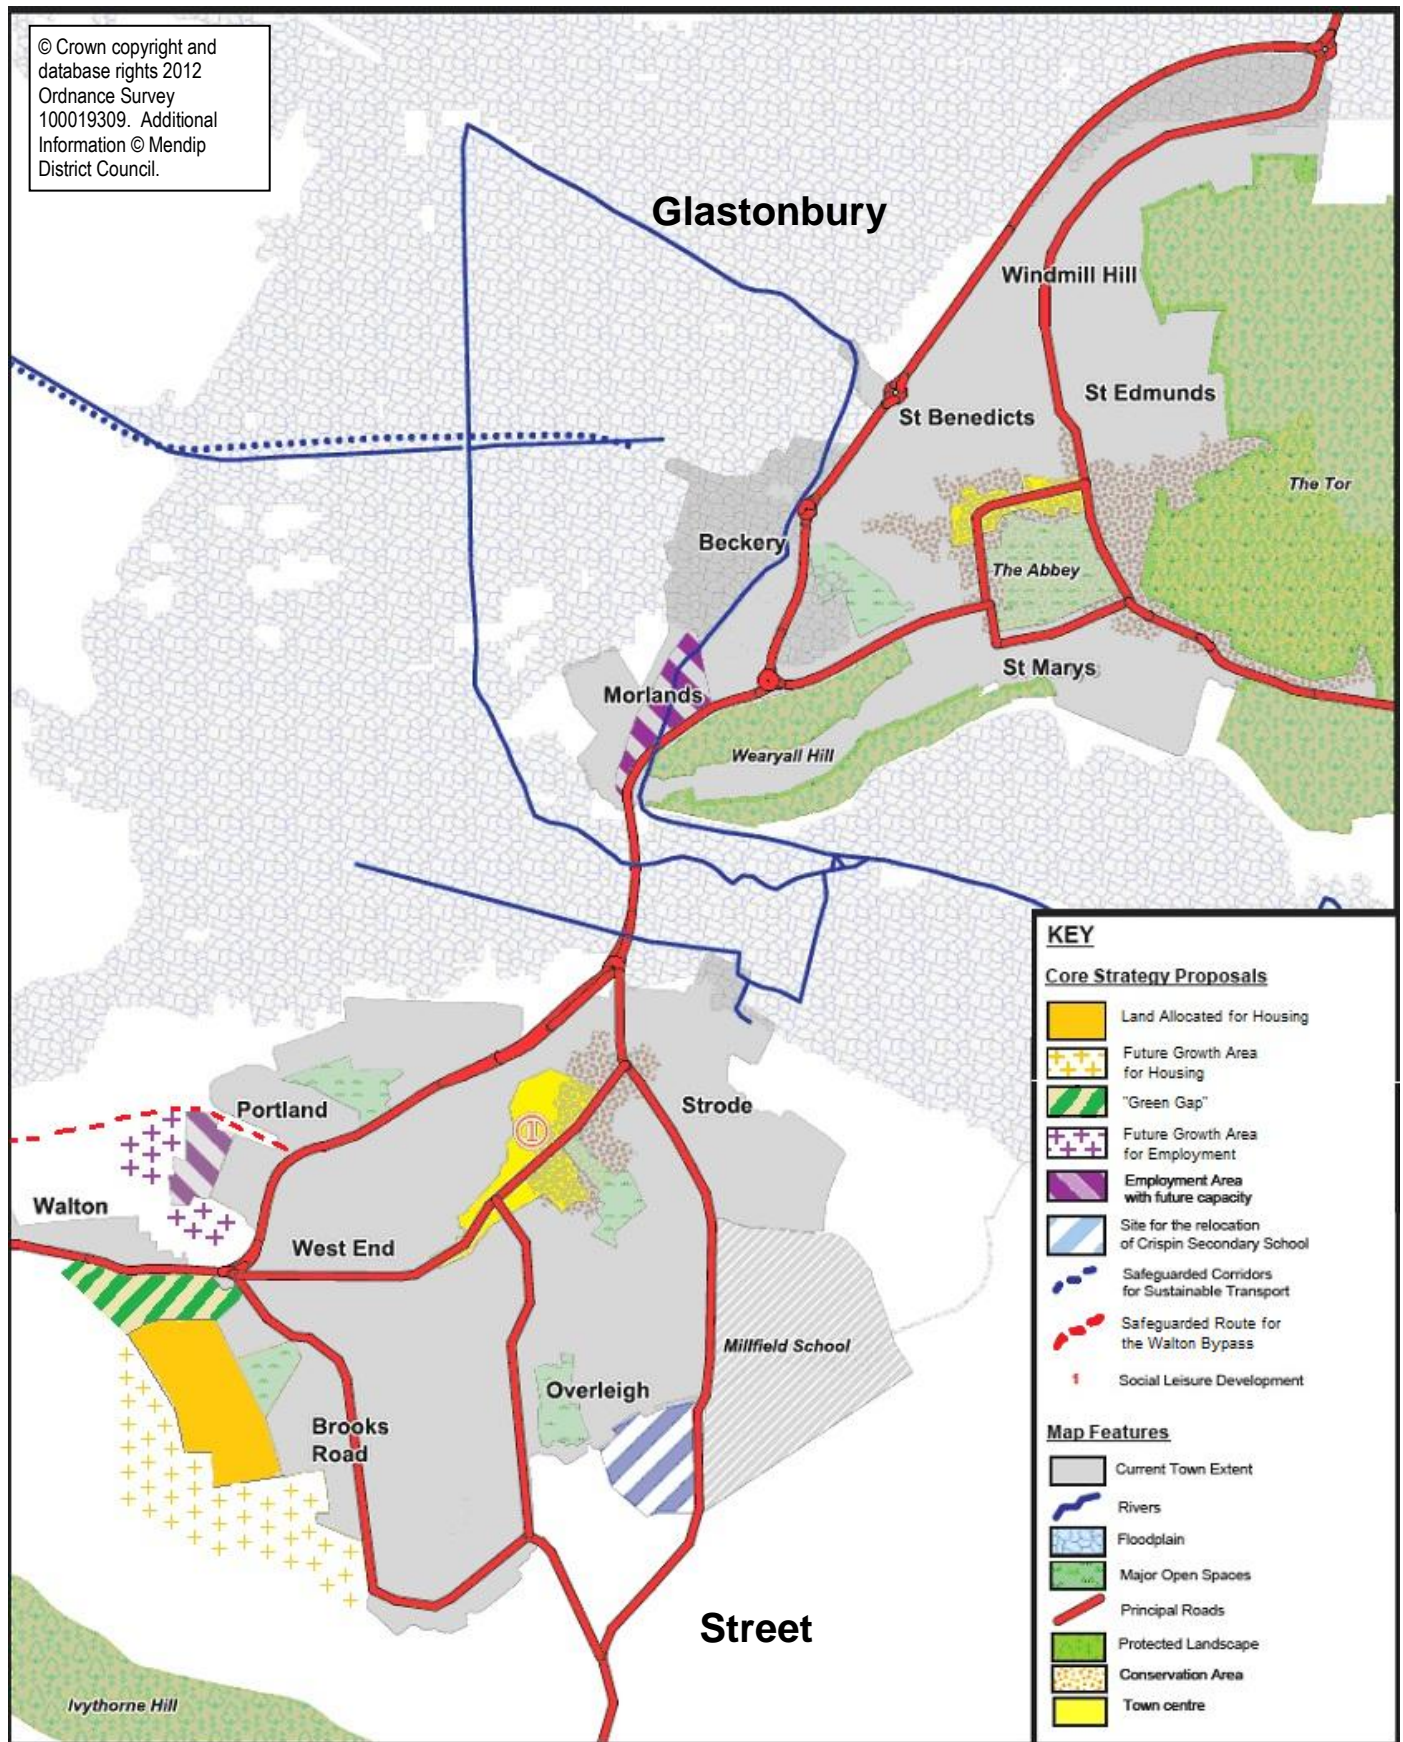 © Crown copyright and
database rights 2012
Ordnance Survey
100019309. Additional
Information © Mendip
District Council.
Glastonbury
Windmill Hill
St Edmunds
St Benedicts
The Tor
Beckery
The Abbey
St Marys
Morlands
Wearyall Hill
Portland
Strode
1
Walton
West End
Millfield School
Overleigh
Brooks
Road
Street
Ivythorne Hill
KEY
Core Strategy Proposals
Land Allocated for Housing
Future Growth Area
for Housing
"Green Gap"
Future Growth Area
for Employment
Employment Area
with future capacity
Site for the relocation
of Crispin Secondary School
Safeguarded Corridors
for Sustainable Transport
Safeguarded Route for
the Walton Bypass
1 Social Leisure Development
Map Features
Current Town Extent
Rivers
Floodplain
Major Open Spaces
Principal Roads
Protected Landscape
Conservation Area
Town centre